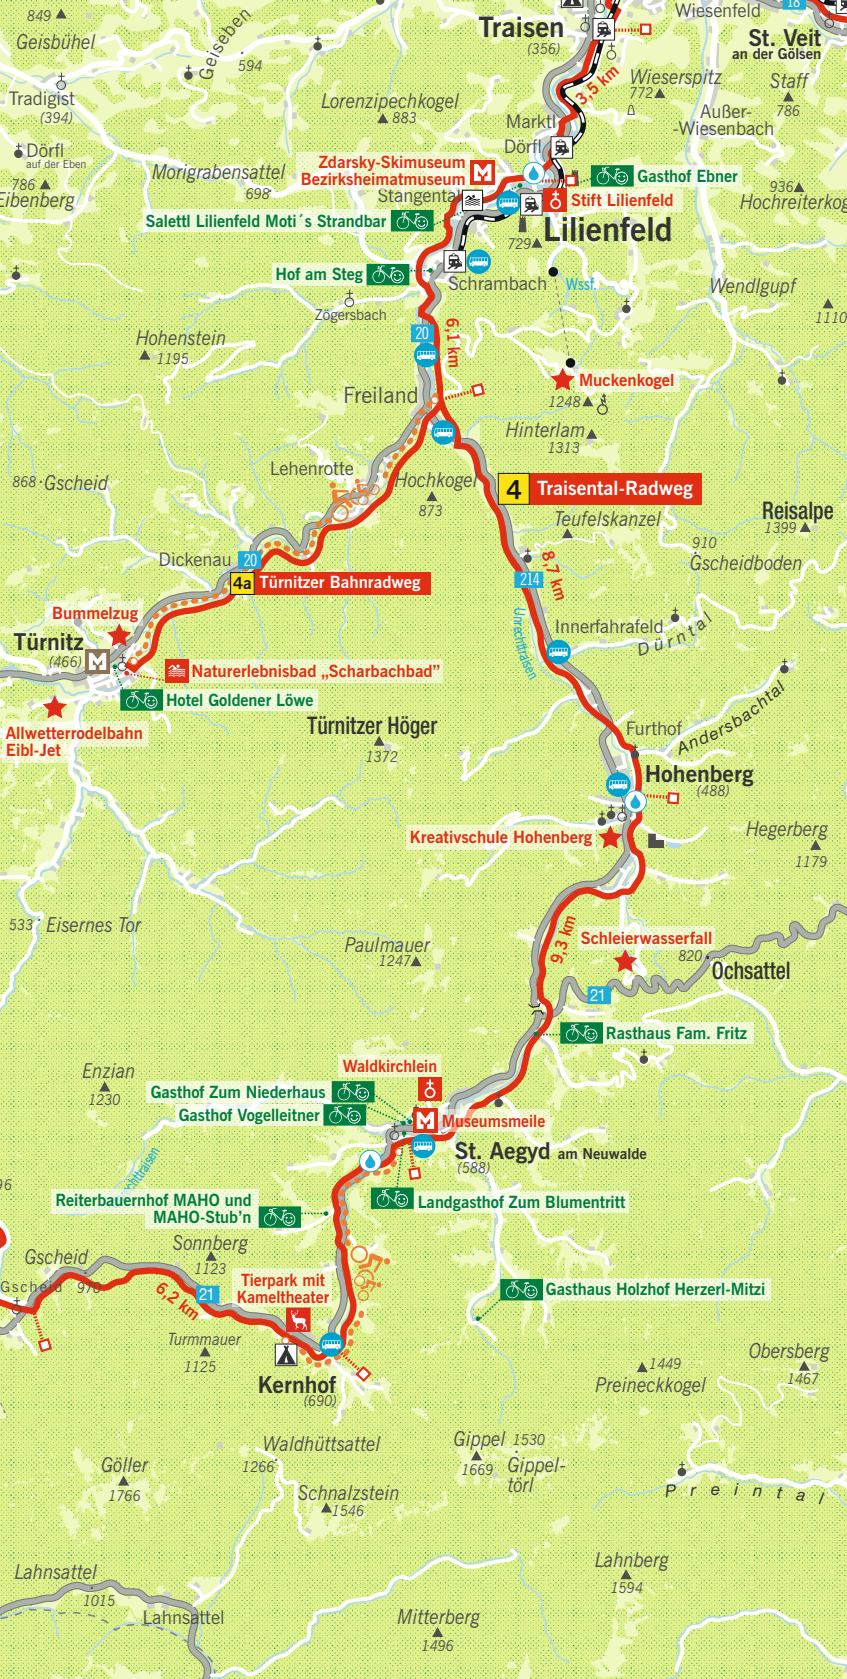 849
Geisbühel
Geiseben
594
Tradigist
(394)
Dörfl
auf der Eben
786
Eibenberg
Traisen
(356)
Wiesenfeld
18
St. Veit
an der Gölsen
Lorenzipechkogel
883
3,5 km
Wieserspitz
772
Staff
786
Außer-
-Wiesenbach
Marktl
Dörfl
Morigrabensattel
698
Zdarsky-Skimuseum
Bezirksheimatmuseum
M
Stangental
Gasthof Ebner
Stift Lilienfeld
936
Hochreiterkog
Salettl Lilienfeld Moti´s Strandbar
Lilienfeld
729
Hof am Steg
Schrambach
Wssf.
Wendlgupf
1110
Zögersbach
Hohenstein
1195
20
6,1 km
Muckenkogel
1248
Freiland
Hinterlam
1313
Lehenrotte
868
Gscheid
Hochkogel
873
4
Traisental-Radweg
Teufelskanzel
Reisalpe
1399
910
Gscheidboden
Dickenau
20
4a
Türnitzer Bahnradweg
214
8,7 km
Unrechttraisen
Innerfahrafeld
Dürntal
Bummelzug
Türnitz
(466)
M
Naturerlebnisbad „Scharbachbad”
Hotel Goldener Löwe
Allwetterrodelbahn
Eibl-Jet
Türnitzer Höger
1372
Andersbachtal
Furthof
Hohenberg
(488)
Kreativschule Hohenberg
Hegerberg
1179
533
Eisernes Tor
Paulmauer
1247
9,3 km
Schleierwasserfall
820
Ochsattel
21
Rasthaus Fam. Fritz
Enzian
1230
Waldkirchlein
Gasthof Zum Niederhaus
Gasthof Vogelleitner
M
Museumsmeile
St. Aegyd am Neuwalde
(588)
Landgasthof Zum Blumentritt
Reiterbauernhof MAHO und
MAHO-Stub’n
Gscheid
Gscheid
970
Sonnberg
1123
6,2 km
21
Tierpark mit
Kameltheater
Gasthaus Holzhof Herzerl-Mitzi
Turmmauer
1125
Kernhof
(690)
1449
Preineckkogel
Obersberg
1467
Waldhüttsattel
1266
Gippel
1669
1530
Gippel-
törl
Göller
1766
Schnalzstein
1546
Preintal
Lahnsattel
1015
Lahnsattel
Lahnberg
1594
Mitterberg
1496